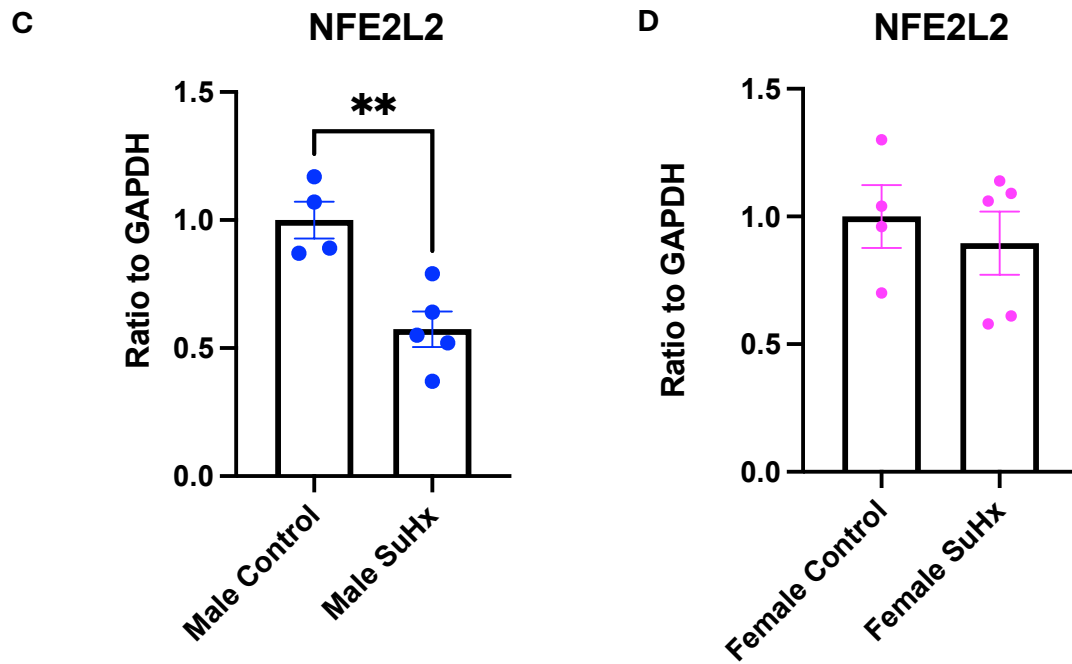 C
NFE2L2
Ratio to GAPDH
1.5
1.0
0.5
0.0
**
Male Control
Male SuHx
D
NFE2L2
Ratio to GAPDH
1.5
1.0
0.5
0.0
Female Control
Female SuHx